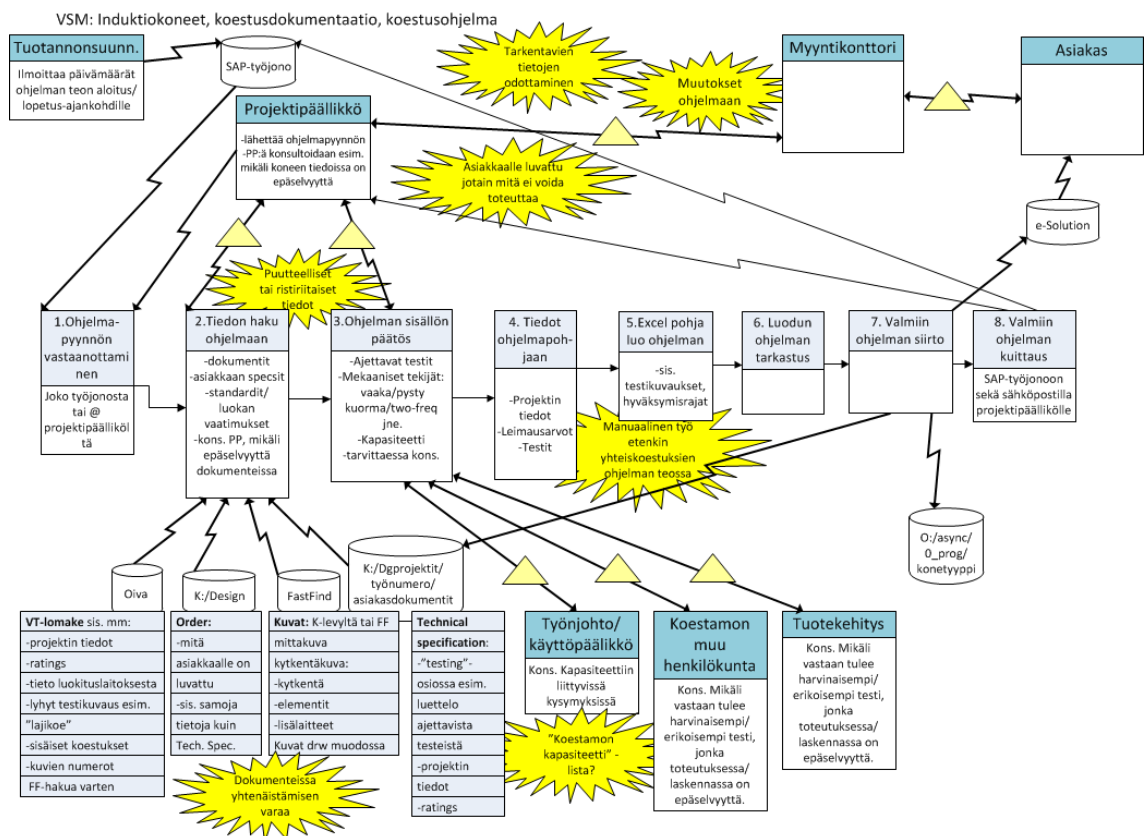 VSM: Induktiokoneet, koestusdokumentaatio, koestusohjelma
Tuotannonsuunn.
Ilmoittaa päivämäärät
ohjelman teon aloitus/
lopetus-ajankohdille
SAP-työjono
Tarkentavien
tietojen
odottaminen
Muutokset
ohjelmaan
Myyntikonttori
Asiakas
Projektipäällikkö
-lähettää ohjelmapyynnön
-PP:ä konsultoidaan esim.
mikäli koneen tiedoissa on
epäselvyyttä
Asiakkaalle luvattu
jotain mitä ei voida
toteuttaa
e-Solution
Puutteelliset
tai ristiriitaiset
tiedot
1.Ohjelma-
pyynnön
vastaanottami
nen
Joko työjonosta
tai @
projektipäälliköl
tä
2.Tiedon haku
ohjelmaan
-dokumentit
-asiakkaan specsit
-standardit/
luokan
vaatimukset
-kons. PP, mikäli
epäselvyyttä
dokumenteissa
3.Ohjelman sisällön
päätös
-Ajettavat testit
-Mekaaniset tekijät:
vaaka/pysty
kuorma/two-freq
jne.
-Kapasiteetti
-tarvittaessa kons.
4. Tiedot
ohjelmapoh-
jaan
-Projektin
tiedot
-Leimausarvot
-Testit
5.Excel pohja
luo ohjelman
-sis.
testikuvaukset,
hyväksymisrajat
6. Luodun
ohjelman
tarkastus
7. Valmiin
ohjelman siirto
8. Valmiin
ohjelman
kuittaus
SAP-työjonoon
sekä sähköpostilla
projektipäällikölle
Manuaalinen työ
etenkin
yhteiskoestuksien
ohjelman teossa
Oiva
K:/Design
FastFind
K:/Dgprojektit/
työnumero/
asiakasdokumentit
O:/async/
0_prog/
konetyyppi
VT-lomake sis. mm:
-projektin tiedot
-ratings
-tieto luokituslaitoksesta
-lyhyt testikuvaus esim.
"lajikoe"
-sisäiset koestukset
-kuvien numerot
FF-hakua varten
Order:
-mitä
asiakkaalle on
luvattu
-sis. samoja
tietoja kuin
Tech. Spec.
Kuvat: K-levyltä tai FF
mittakuva
kytkentäkuva:
-kytkentä
-elementit
-lisälaitteet
Kuvat drw muodossa
Technical
specification:
-"testing"-
osiossa esim.
luettelo
ajettavista
testeistä
-projektin
tiedot
-ratings
Dokumenteissa
yhtenäistämisen
varaa
Työnjohto/
käyttöpäälikkö
Kons. Kapasiteettiin
liittyvissä
kysymyksissä
"Koestamon
kapasiteetti" -
lista?
Koestamon
muu
henkilökunta
Kons. Mikäli
vastaan tulee
harvinaisempi/
erikoisempi testi,
jonka
toteutuksessa/
laskennassa on
epäselvyyttä.
Tuotekehitys
Kons. Mikäli
vastaan tulee
harvinaisempi/
erikoisempi testi,
jonka
toteutuksessa/
laskennassa on
epäselvyyttä.